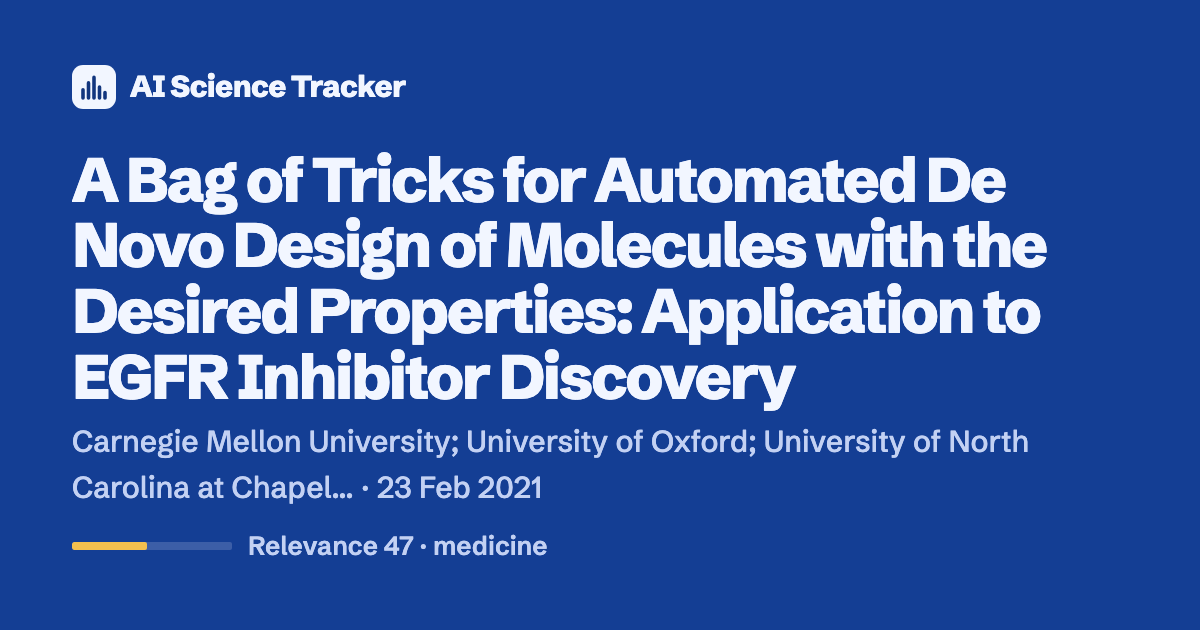 AI Science Tracker
A Bag of Tricks for Automated De
Novo Design of Molecules with the
Desired Properties: Application to
EGFR Inhibitor Discovery
Carnegie Mellon University; University of Oxford; University of North
Carolina at Chapel... · 23 Feb 2021
Relevance 47 · medicine